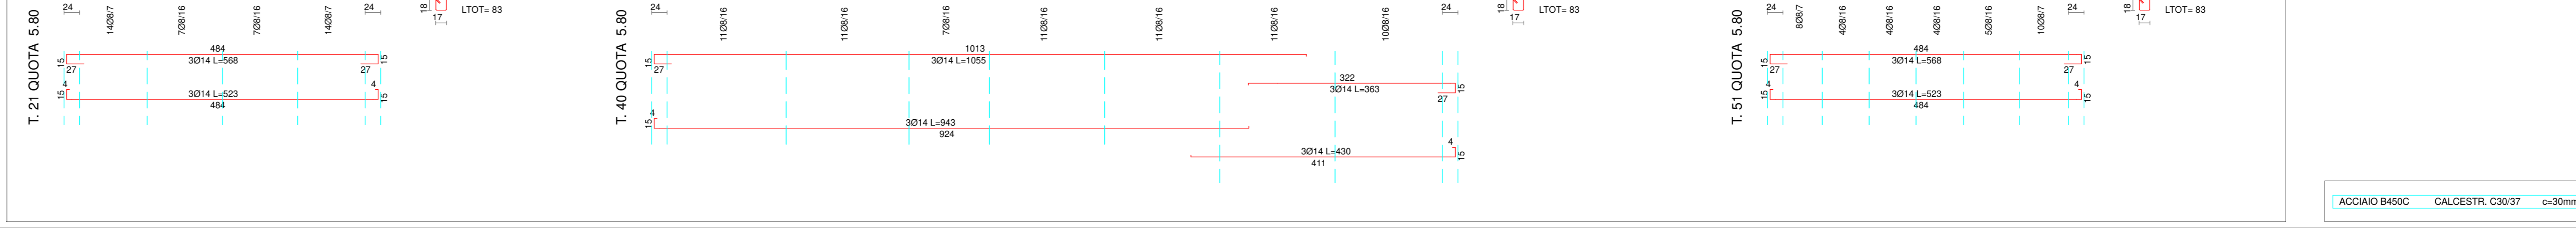 T. 21 QUOTA 5.80
24
14Ø8/7
7Ø8/16
7Ø8/16
14Ø8/7
24
18
17
LTOT= 83
484
3Ø14 L=568
15
27
27
15
4
15
3Ø14 L=523
484
4
15
T. 40 QUOTA 5.80
24
11Ø8/16
11Ø8/16
7Ø8/16
11Ø8/16
11Ø8/16
11Ø8/16
10Ø8/16
24
18
17
LTOT= 83
1013
3Ø14 L=1055
15
27
322
3Ø14 L=363
27
15
4
15
3Ø14 L=943
924
3Ø14 L=430
411
4
15
T. 51 QUOTA 5.80
24
8Ø8/7
4Ø8/16
4Ø8/16
4Ø8/16
5Ø8/16
10Ø8/7
24
18
17
LTOT= 83
484
3Ø14 L=568
15
27
27
15
4
15
3Ø14 L=523
484
4
15
ACCIAIO B450C CALCESTR. C30/37 c=30mm